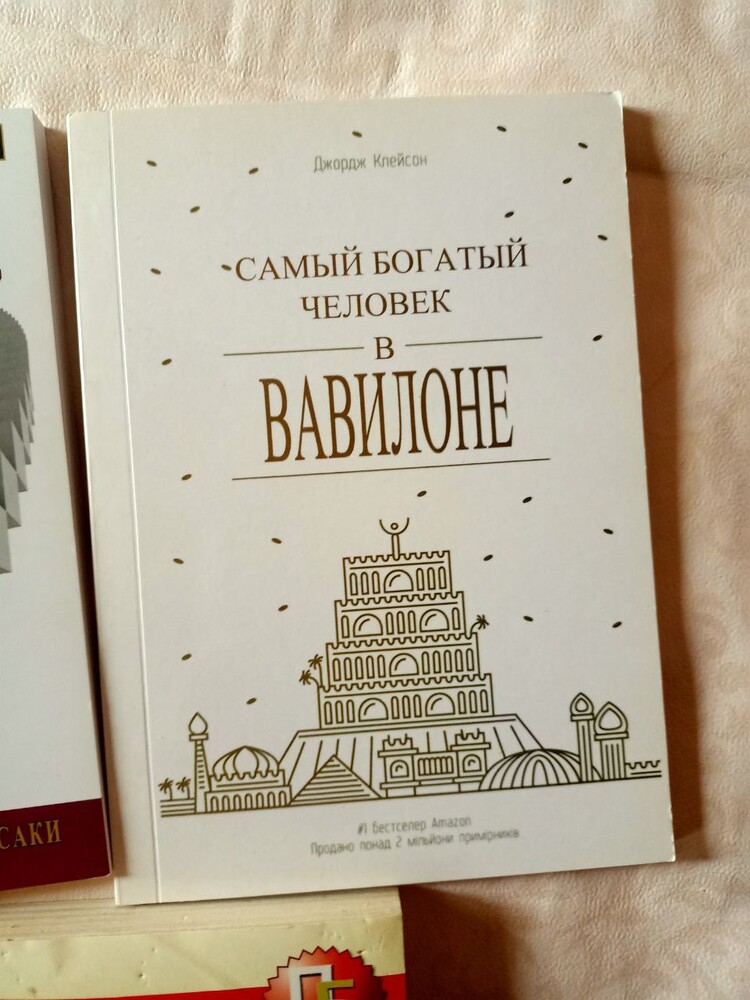 Джордж Клейсон
САМЫЙ БОГАТЫЙ
ЧЕЛОВЕК
В
ВАВИЛОНЕ
#1 бестселер Amazon
Продано понад 2 мільйони примірників
САКИ